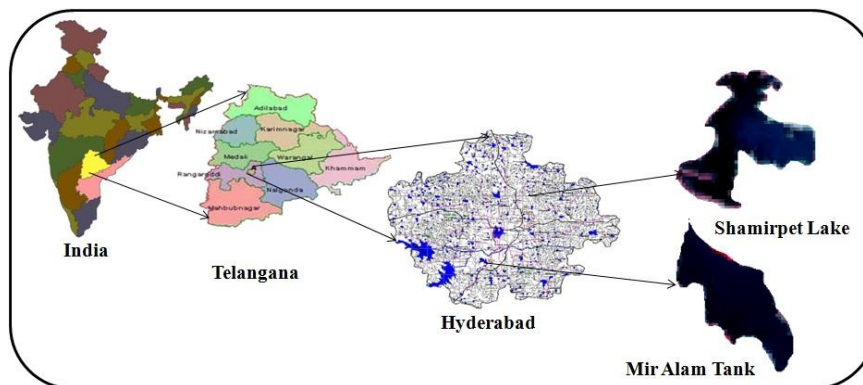 Adilabad
Nizamabad
Karimnagar
Medak
Warangal
Rangareddi
Khammam
Nalgonda
Mahbubnagar
India
Telangana
Hyderabad
Shamirpet Lake
Mir Alam Tank